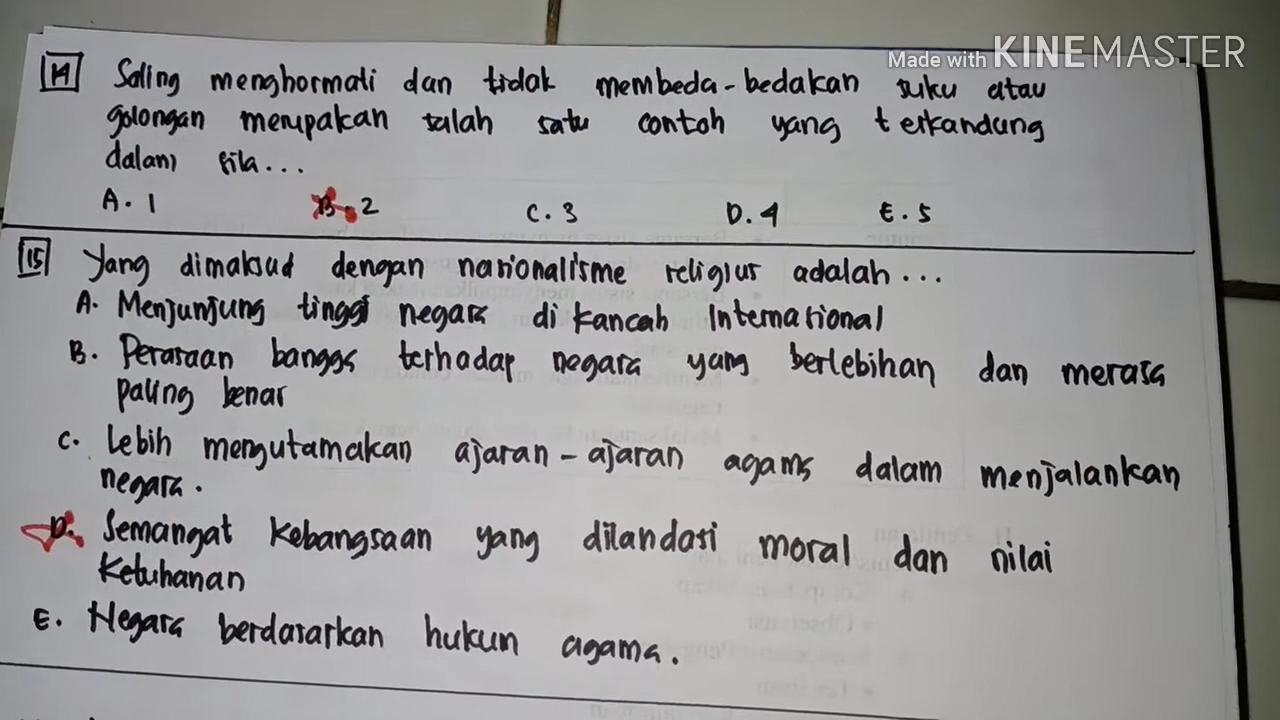 Made with KINEMASTER
14 Saling menghormati dan tidak membeda-bedakan suku atau
golongan merupakan salah satu contoh yang terkandung
dalam sila...
A. 1 B. 2 C. 3 D. 4 E. 5
15 Yang dimaksud dengan nasionalisme religius adalah...
A. Menjunjung tinggi negara di kancah Internasional
B. Perasaan bangga terhadap negara yang berlebihan dan merasa
paling benar
C. Lebih mengutamakan ajaran-ajaran agama dalam menjalankan
negara.
D. Semangat kebangsaan yang dilandasi moral dan nilai
Ketuhanan
E. Negara berdasarkan hukun agama.